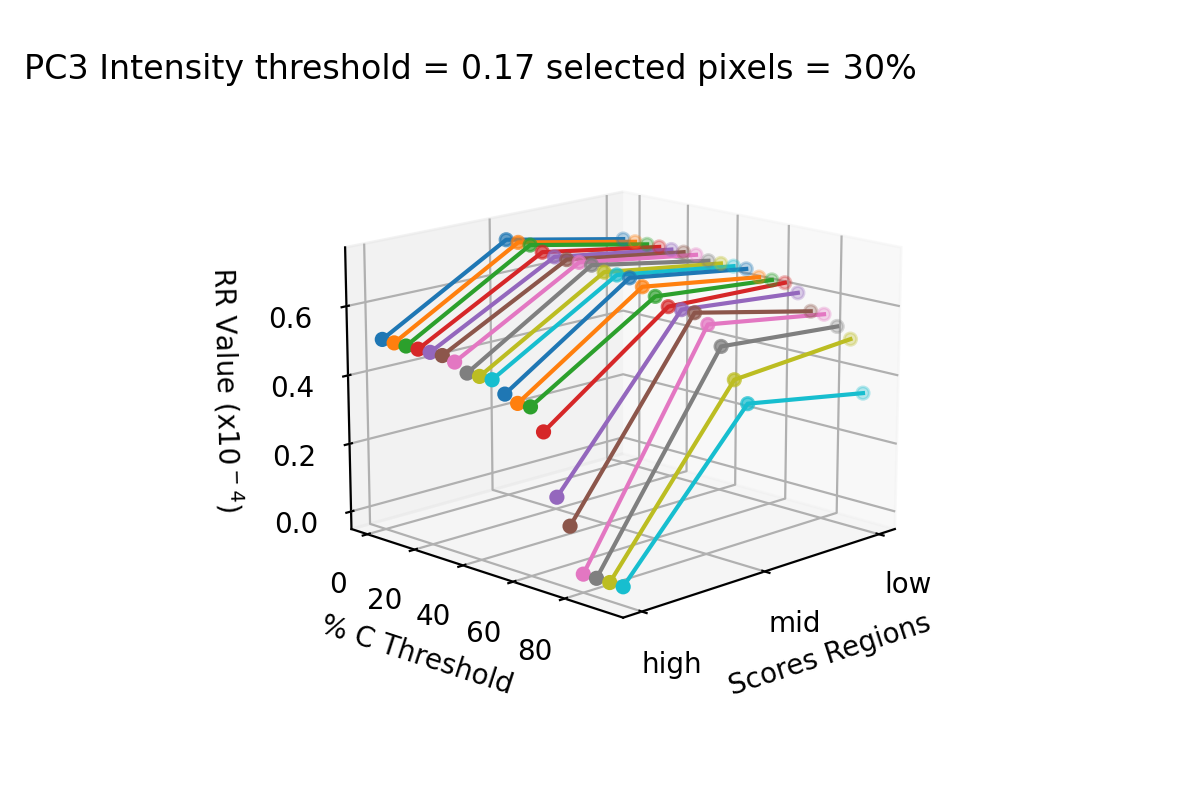 PC3 Intensity threshold = 0.17 selected pixels = 30%
RR Value (x10⁻⁴)
0.6
0.4
0.2
0.0
0
20
40
60
80
% C Threshold
high
mid
low
Scores Regions